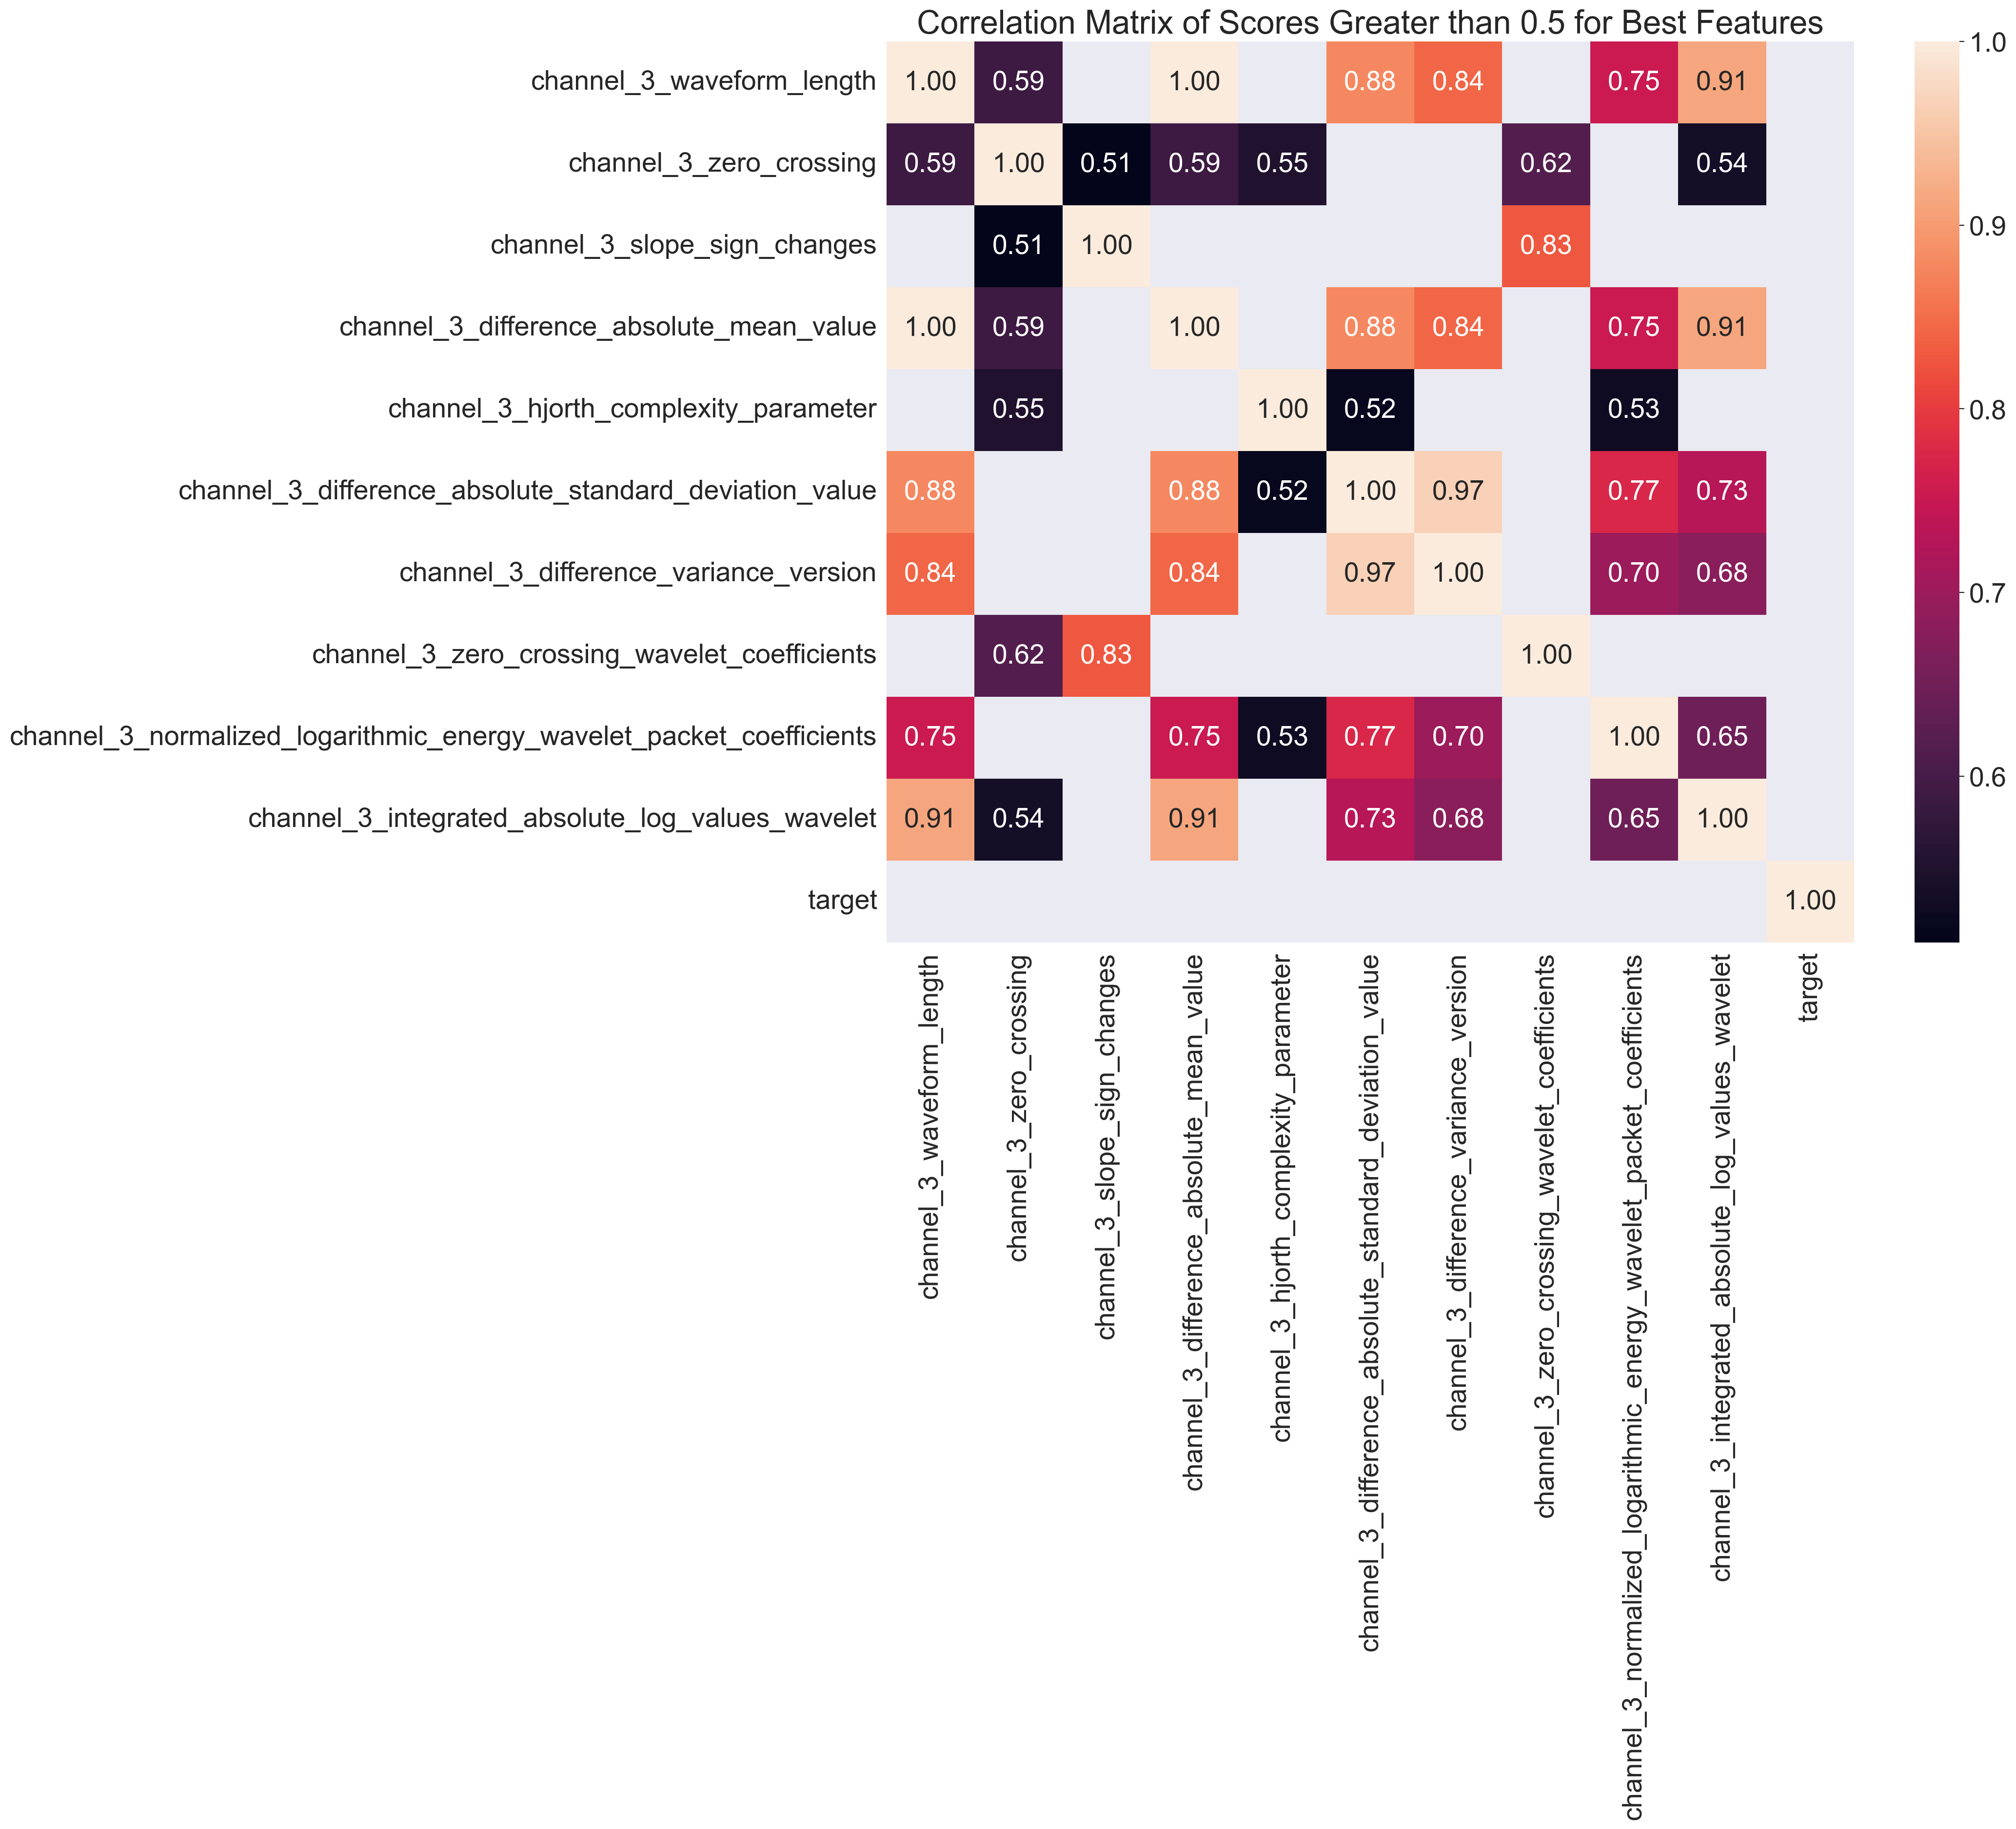 Correlation Matrix of Scores Greater than 0.5 for Best Features
channel_3_waveform_length 1.00 0.59 1.00 0.88 0.84 0.75 0.91
channel_3_zero_crossing 0.59 1.00 0.51 0.59 0.55 0.62 0.54
channel_3_slope_sign_changes 0.51 1.00 0.83
channel_3_difference_absolute_mean_value 1.00 0.59 1.00 0.88 0.84 0.75 0.91
channel_3_hjorth_complexity_parameter 0.55 1.00 0.52 0.53
channel_3_difference_absolute_standard_deviation_value 0.88 0.88 0.52 1.00 0.97 0.77 0.73
channel_3_difference_variance_version 0.84 0.84 0.97 1.00 0.70 0.68
channel_3_zero_crossing_wavelet_coefficients 0.62 0.83 1.00
channel_3_normalized_logarithmic_energy_wavelet_packet_coefficients 0.75 0.75 0.53 0.77 0.70 1.00 0.65
channel_3_integrated_absolute_log_values_wavelet 0.91 0.54 0.91 0.73 0.68 0.65 1.00
target 1.00
channel_3_waveform_length
channel_3_zero_crossing
channel_3_slope_sign_changes
channel_3_difference_absolute_mean_value
channel_3_hjorth_complexity_parameter
channel_3_difference_absolute_standard_deviation_value
channel_3_difference_variance_version
channel_3_zero_crossing_wavelet_coefficients
channel_3_normalized_logarithmic_energy_wavelet_packet_coefficients
channel_3_integrated_absolute_log_values_wavelet
target
1.0
0.9
0.8
0.7
0.6